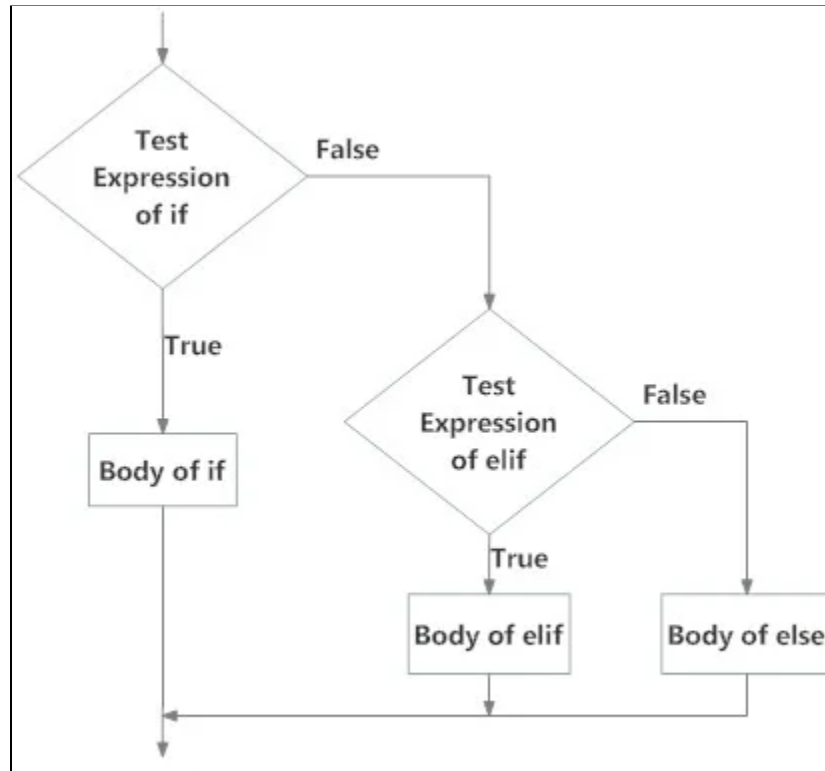 Test
Expression
of if
False
True
Body of if
Test
Expression
of elif
False
True
Body of elif
Body of else